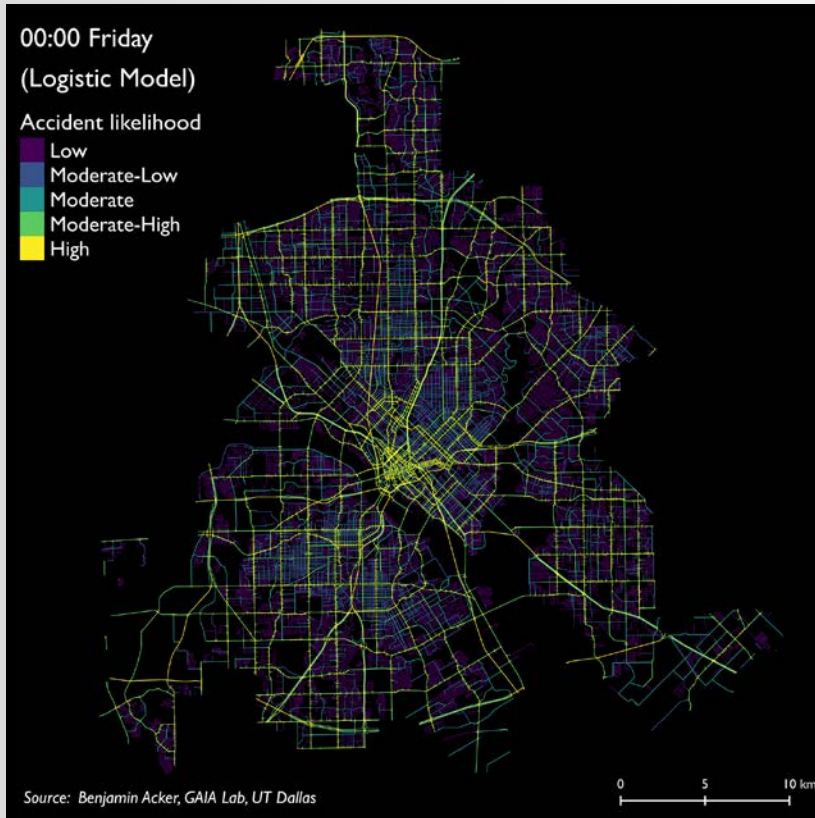 00:00 Friday
(Logistic Model)
Accident likelihood
Low
Moderate-Low
Moderate
Moderate-High
High
Source: Benjamin Acker, GAIA Lab, UT Dallas
0 5 10 km